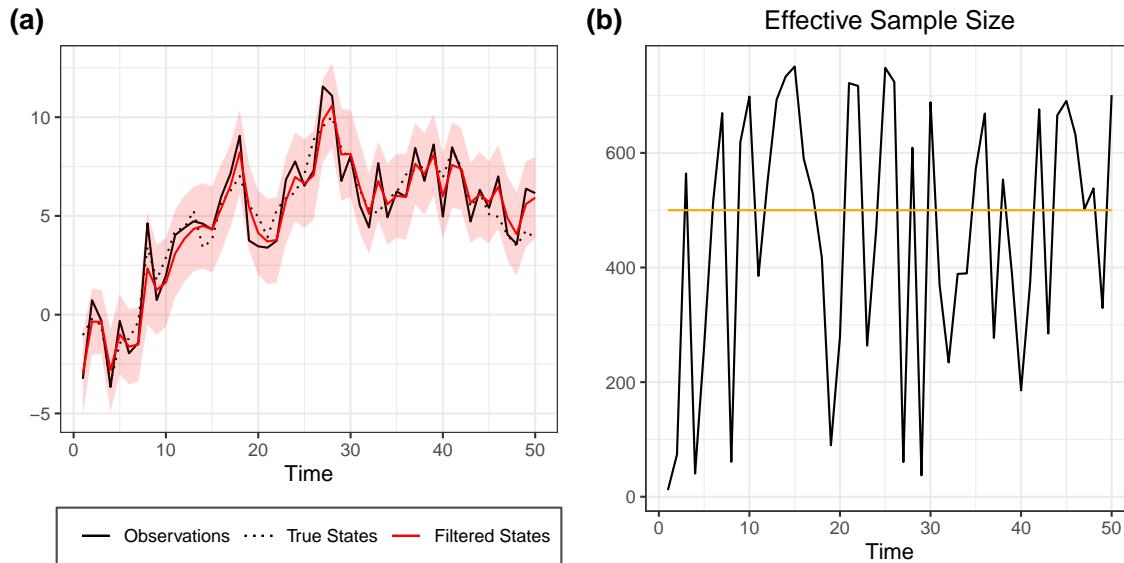 (a)
10
5
0
−5
0 10 20 30 40 50
Time
Observations True States Filtered States
(b) Effective Sample Size
600
400
200
0
0 10 20 30 40 50
Time